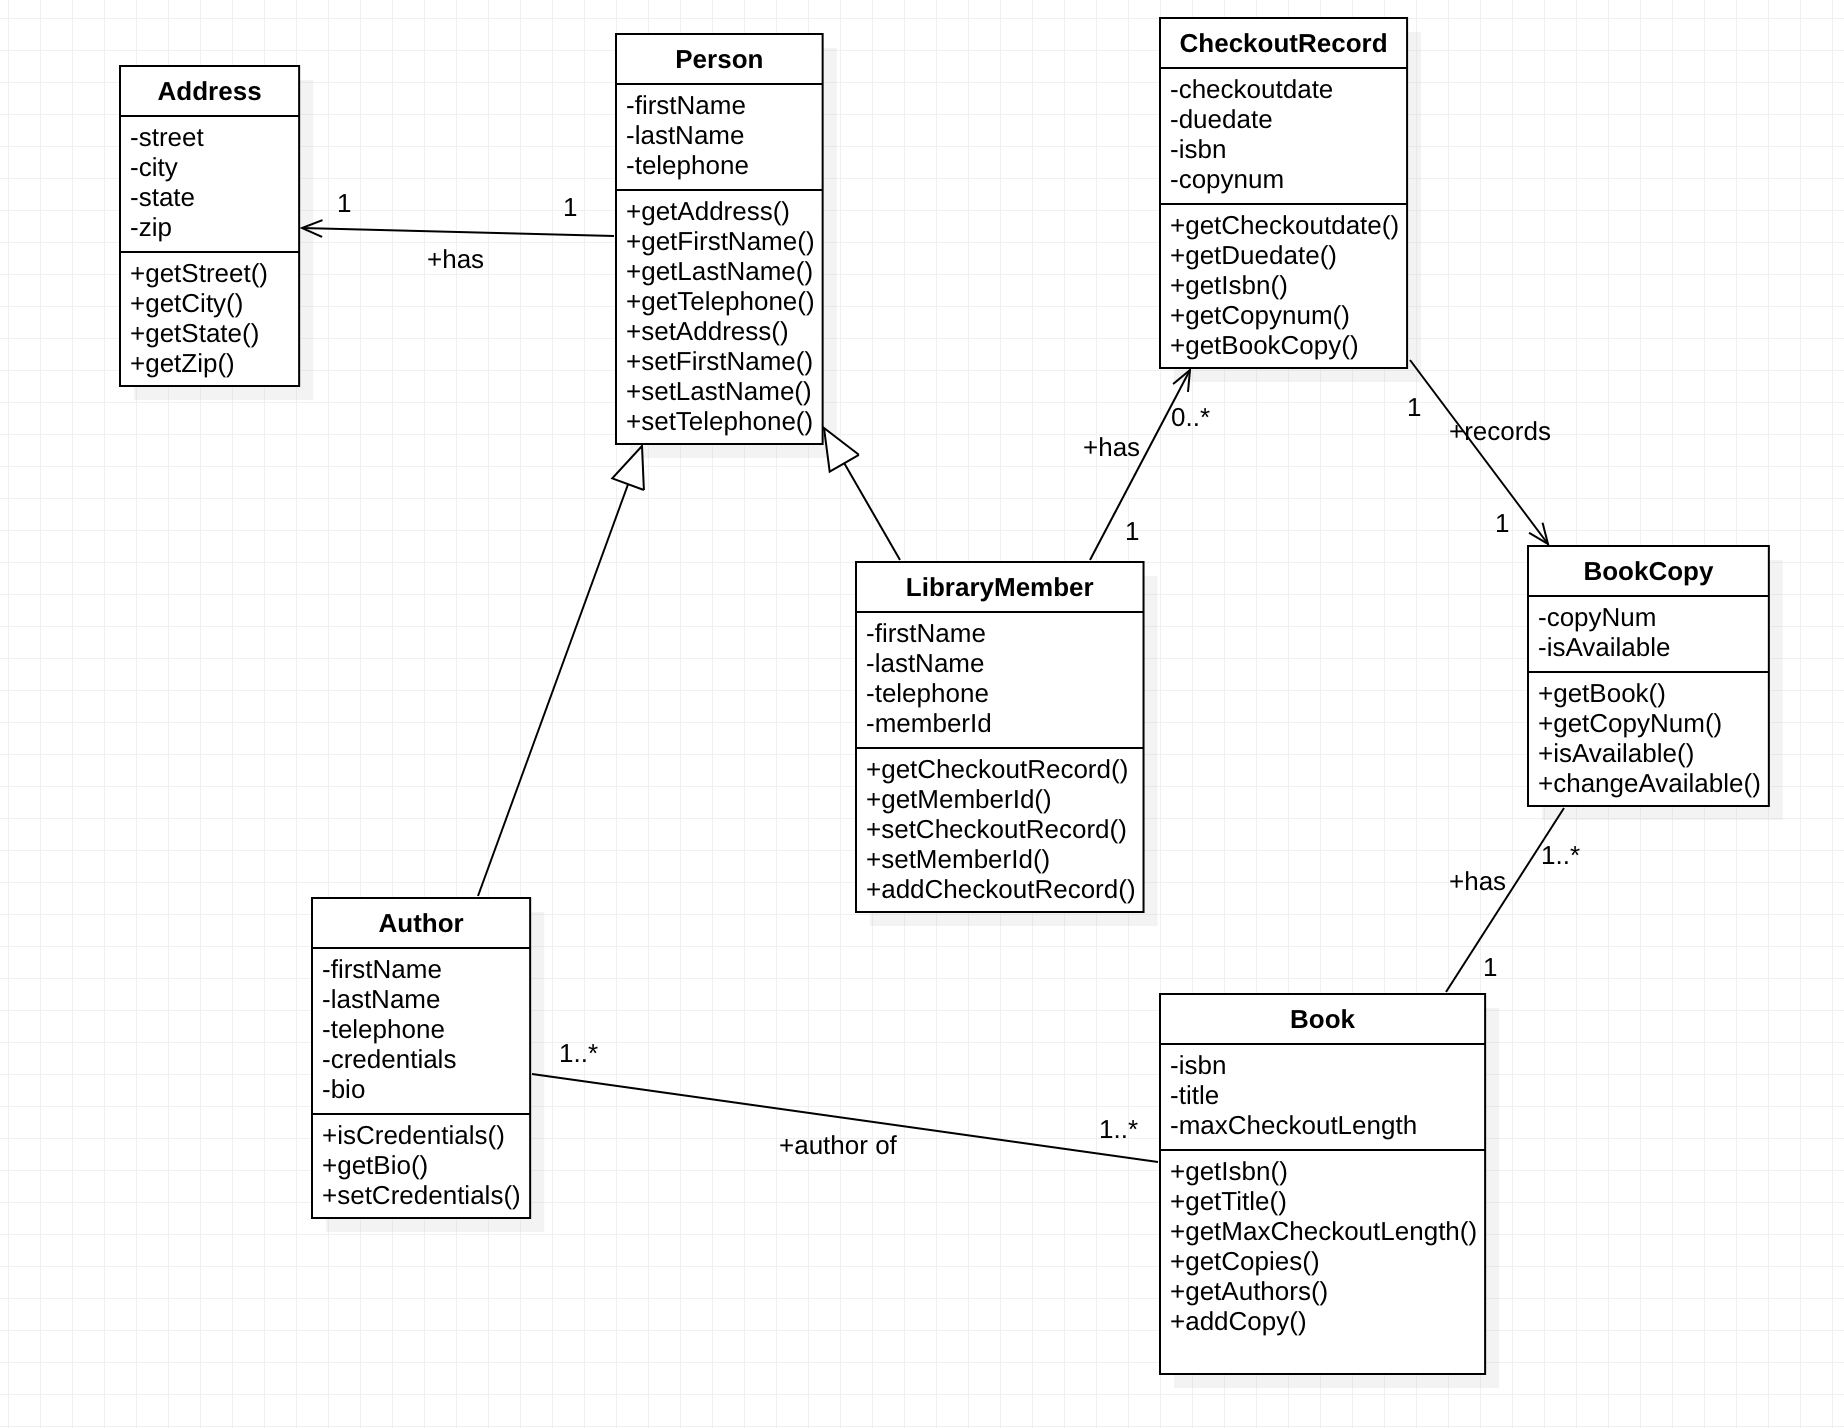 Address
-street
-city
-state
-zip
+getStreet()
+getCity()
+getState()
+getZip()
1
1
+has
Person
-firstName
-lastName
-telephone
+getAddress()
+getFirstName()
+getLastName()
+getTelephone()
+setAddress()
+setFirstName()
+setLastName()
+setTelephone()
CheckoutRecord
-checkoutdate
-duedate
-isbn
-copynum
+getCheckoutdate()
+getDuedate()
+getIsbn()
+getCopynum()
+getBookCopy()
0..*
+has
1
1
+records
1
LibraryMember
-firstName
-lastName
-telephone
-memberId
+getCheckoutRecord()
+getMemberId()
+setCheckoutRecord()
+setMemberId()
+addCheckoutRecord()
BookCopy
-copyNum
-isAvailable
+getBook()
+getCopyNum()
+isAvailable()
+changeAvailable()
1..*
+has
1
Author
-firstName
-lastName
-telephone
-credentials
-bio
+isCredentials()
+getBio()
+setCredentials()
1..*
+author of
1..*
Book
-isbn
-title
-maxCheckoutLength
+getIsbn()
+getTitle()
+getMaxCheckoutLength()
+getCopies()
+getAuthors()
+addCopy()